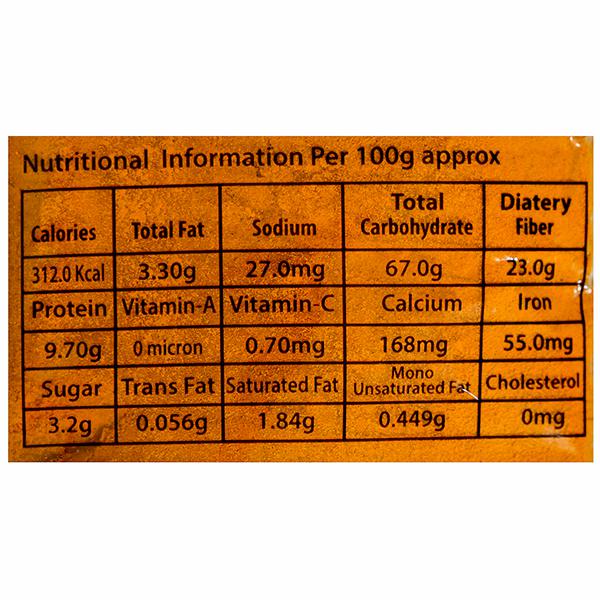 Nutritional Information Per 100g approx
Calories Total Fat Sodium Total Carbohydrate Diatery Fiber
312.0 Kcal 3.30g 27.0mg 67.0g 23.0g
Protein Vitamin-A Vitamin-C Calcium Iron
9.70g 0 micron 0.70mg 168mg 55.0mg
Sugar Trans Fat Saturated Fat Mono Unsaturated Fat Cholesterol
3.2g 0.056g 1.84g 0.449g 0mg